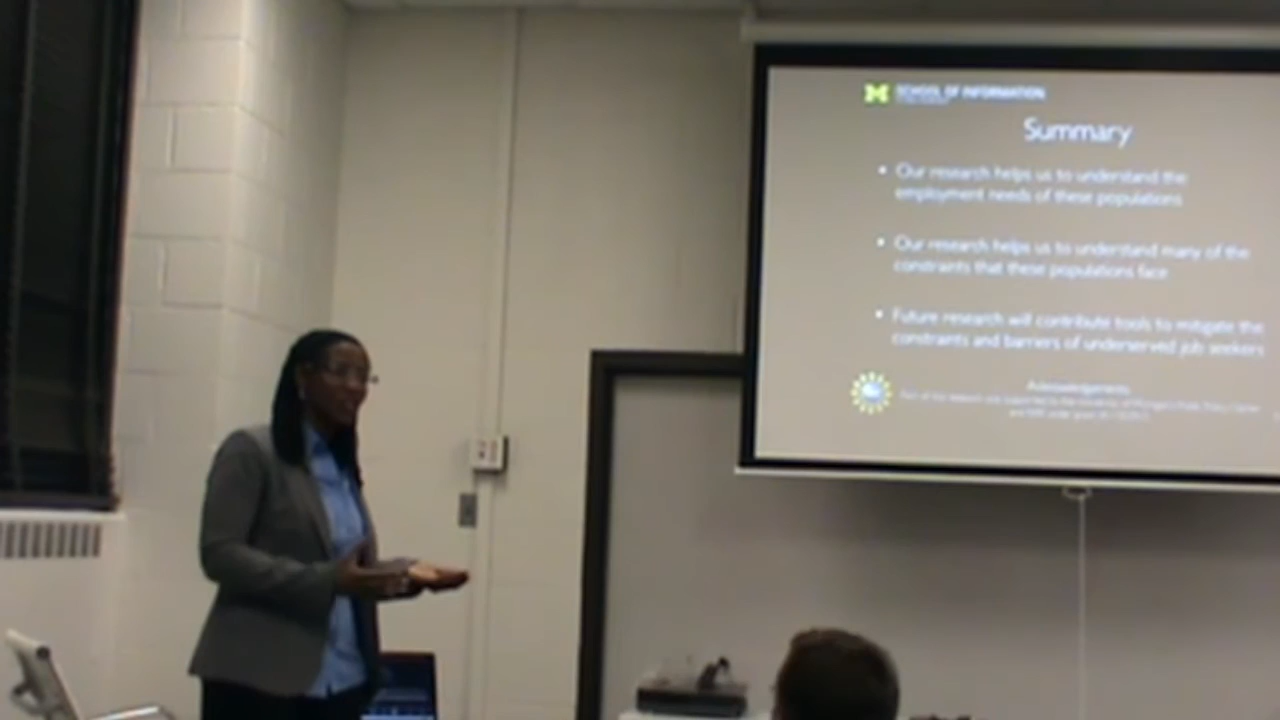 SCHOOL OF INFORMATION
Summary
• Our research helps us to understand the
employment needs of these populations
• Our research helps us to understand many of the
constraints that these populations face
• Future research will contribute tools to mitigate the
constraints and barriers of underserved job seekers
Acknowledgements